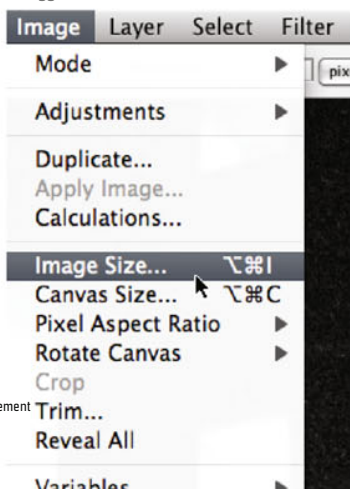 Image Layer Select Filter
Mode
pix
Adjustments
Duplicate...
Apply Image...
Calculations...
Image Size... ⌥⌘I
Canvas Size... ⌥⌘C
Pixel Aspect Ratio
Rotate Canvas
Crop
ement
Trim...
Reveal All
Variables